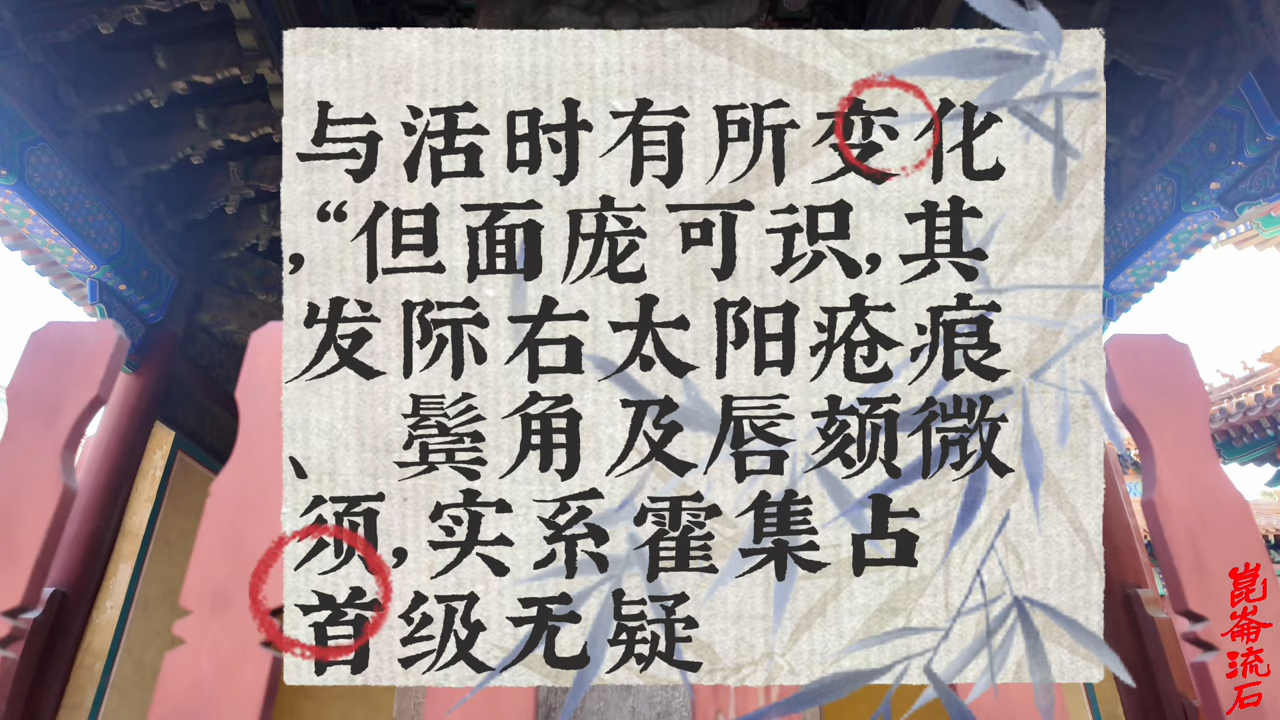 与活时有所变化
,“但面庞可识,其
发际右太阳疮痕
、鬓角及唇颏微
须,实系霍集占
首级无疑
崑崙流石